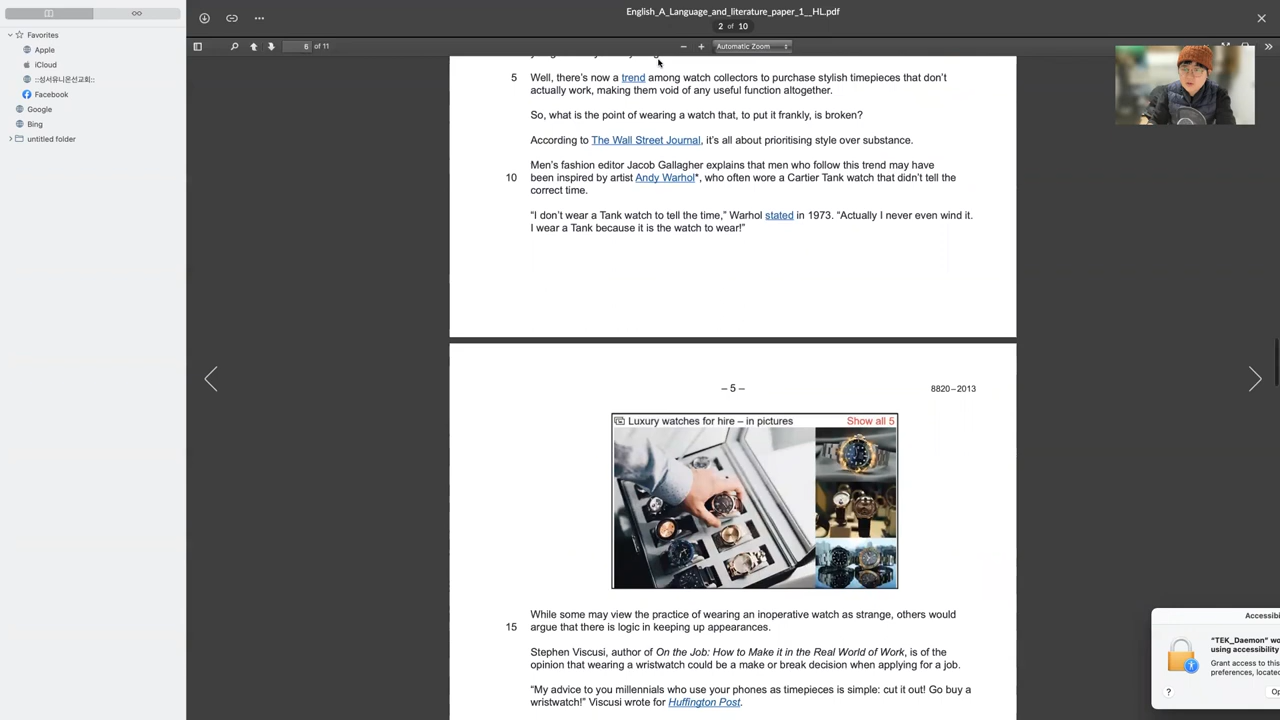 English_A_Language_and_literature_paper_1__HL.pdf
2 of 10
6 of 11
Automatic Zoom
Favorites
Apple
iCloud
::성서유니온선교회::
Facebook
Google
Bing
untitled folder
5 Well, there's now a trend among watch collectors to purchase stylish timepieces that don't
actually work, making them void of any useful function altogether.
So, what is the point of wearing a watch that, to put it frankly, is broken?
According to The Wall Street Journal, it's all about prioritising style over substance.
Men's fashion editor Jacob Gallagher explains that men who follow this trend may have
10 been inspired by artist Andy Warhol*, who often wore a Cartier Tank watch that didn't tell the
correct time.
"I don't wear a Tank watch to tell the time," Warhol stated in 1973. "Actually I never even wind it.
I wear a Tank because it is the watch to wear!"
– 5 –
8820–2013
Luxury watches for hire – in pictures
Show all 5
While some may view the practice of wearing an inoperative watch as strange, others would
15 argue that there is logic in keeping up appearances.
Stephen Viscusi, author of On the Job: How to Make it in the Real World of Work, is of the
opinion that wearing a wristwatch could be a make or break decision when applying for a job.
"My advice to you millennials who use your phones as timepieces is simple: cut it out! Go buy a
wristwatch!" Viscusi wrote for Huffington Post.
Accessibi
"TEK_Daemon" wo
using accessibility
Grant access to this
preferences, located
?
Op